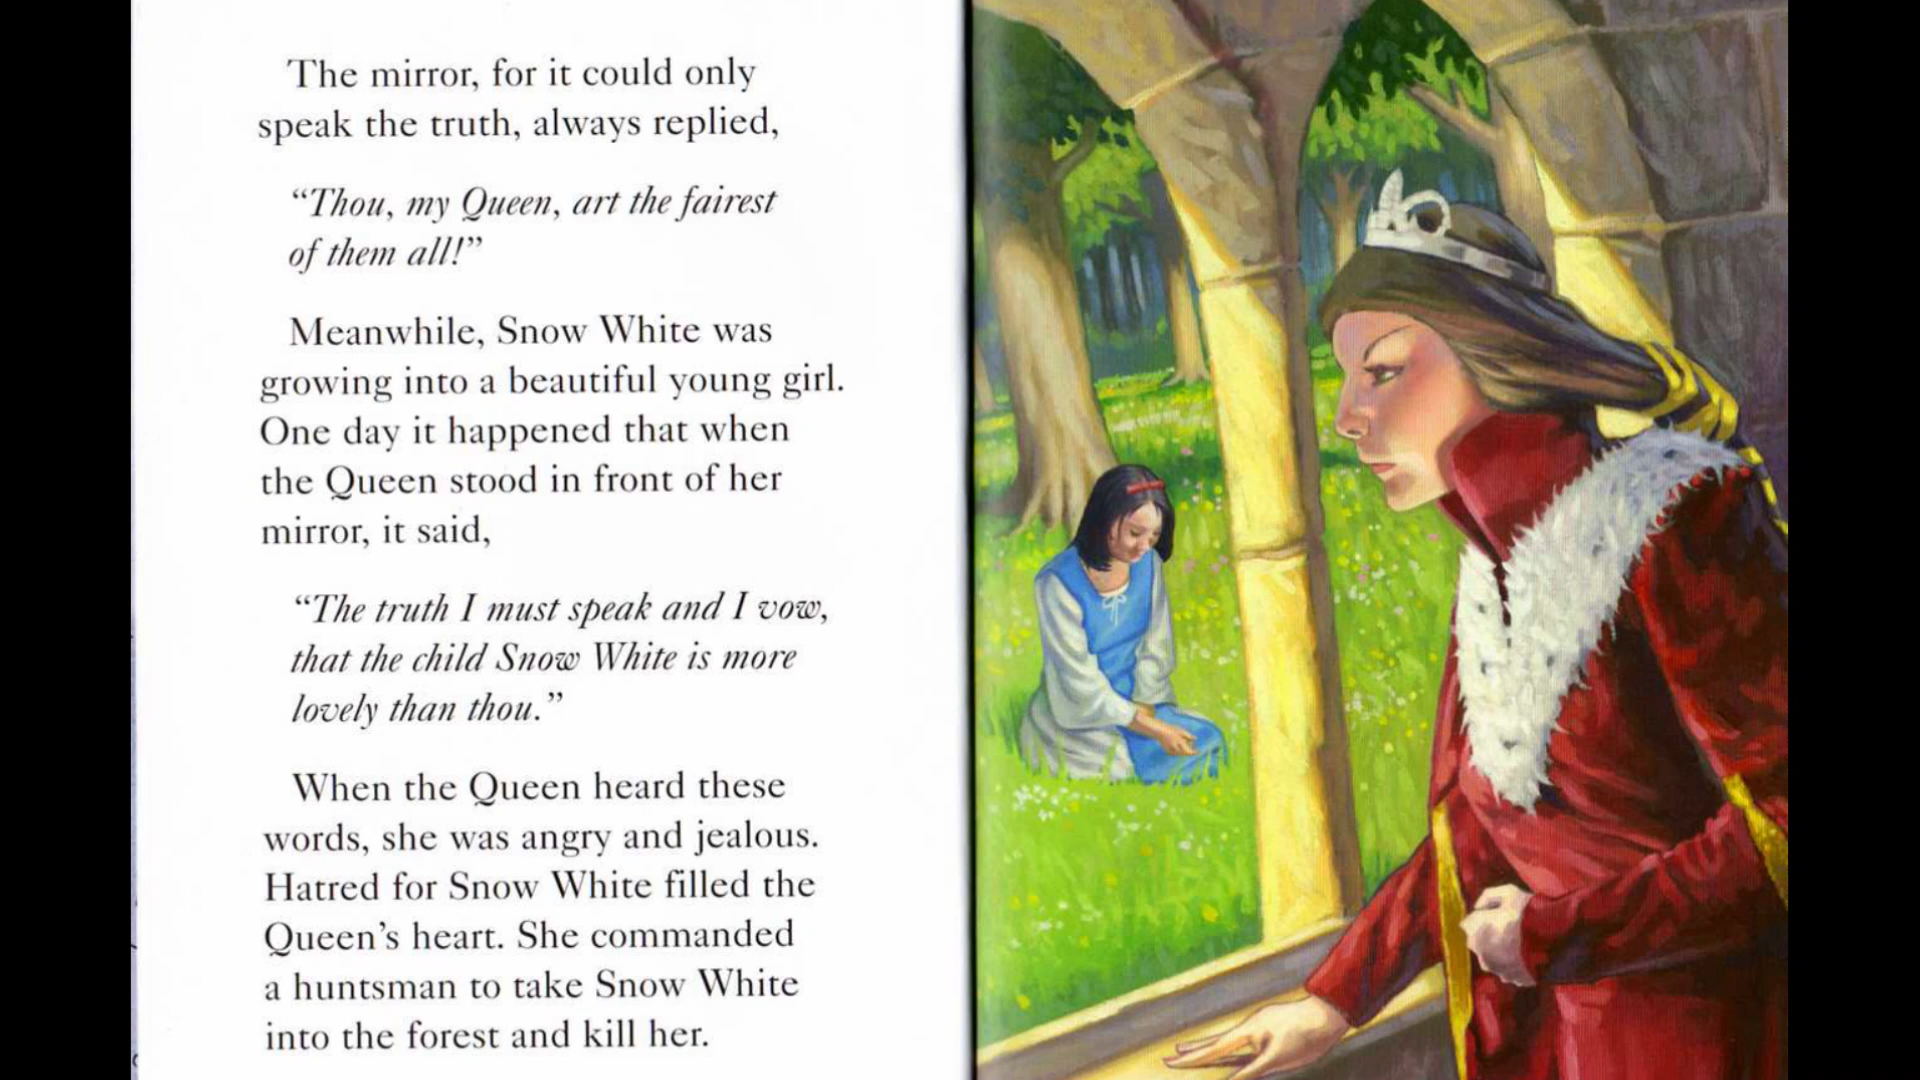 The mirror, for it could only
speak the truth, always replied,
“Thou, my Queen, art the fairest
of them all!”
Meanwhile, Snow White was
growing into a beautiful young girl.
One day it happened that when
the Queen stood in front of her
mirror, it said,
“The truth I must speak and I vow,
that the child Snow White is more
lovely than thou.”
When the Queen heard these
words, she was angry and jealous.
Hatred for Snow White filled the
Queen’s heart. She commanded
a huntsman to take Snow White
into the forest and kill her.